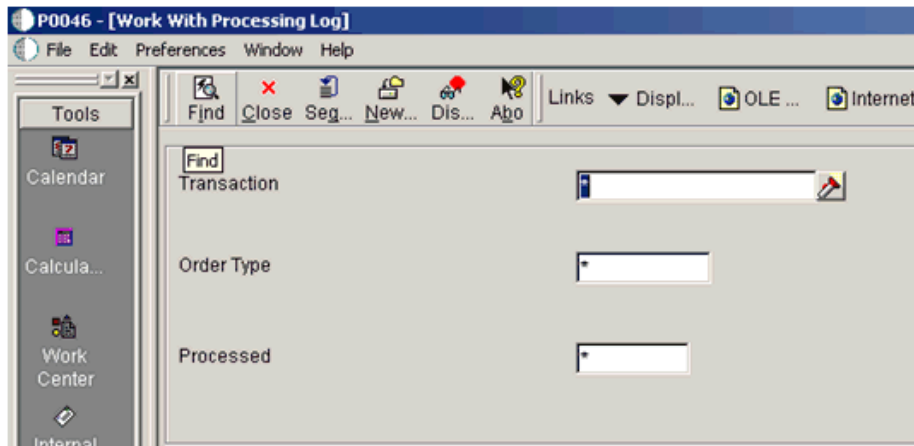 P0046 - [Work With Processing Log]
File Edit Preferences Window Help
Tools
Find Close Seg... New... Dis... Abo
Links Displ... OLE ... Internet
Find
Calendar
Transaction
*
Calcula...
Order Type
*
Work
Center
Processed
*
Internal